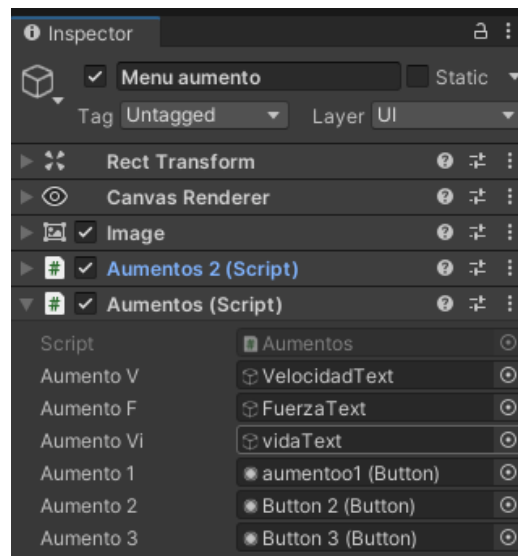 Inspector
Menu aumento Static
Tag Untagged Layer UI
Rect Transform
Canvas Renderer
Image
# Aumentos 2 (Script)
# Aumentos (Script)
Script # Aumentos
Aumento V VelocidadText
Aumento F FuerzaText
Aumento Vi vidaText
Aumento 1 aumentoo1 (Button)
Aumento 2 Button 2 (Button)
Aumento 3 Button 3 (Button)